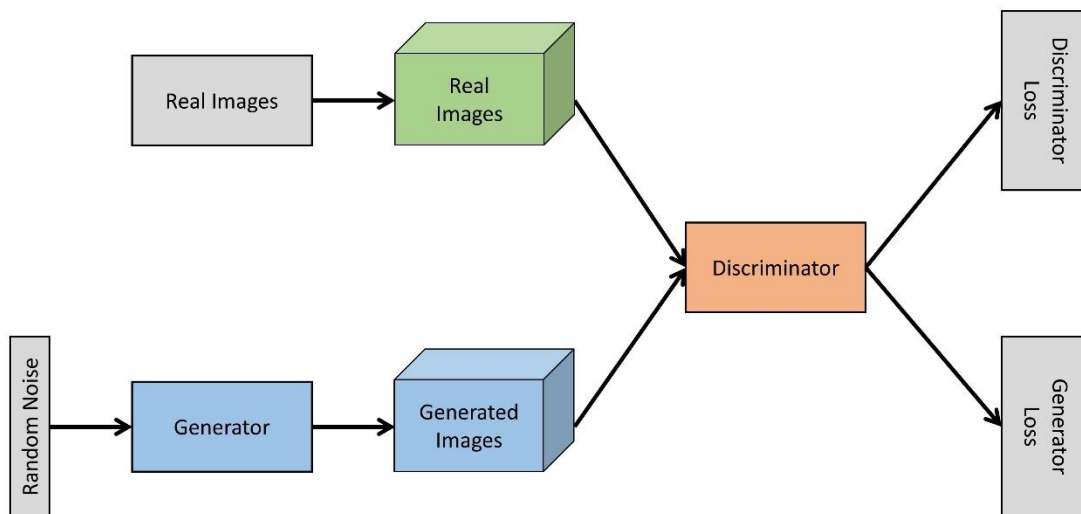 Real Images
Real
Images
Discriminator
Loss
Discriminator
Random Noise
Generator
Generated
Images
Generator
Loss